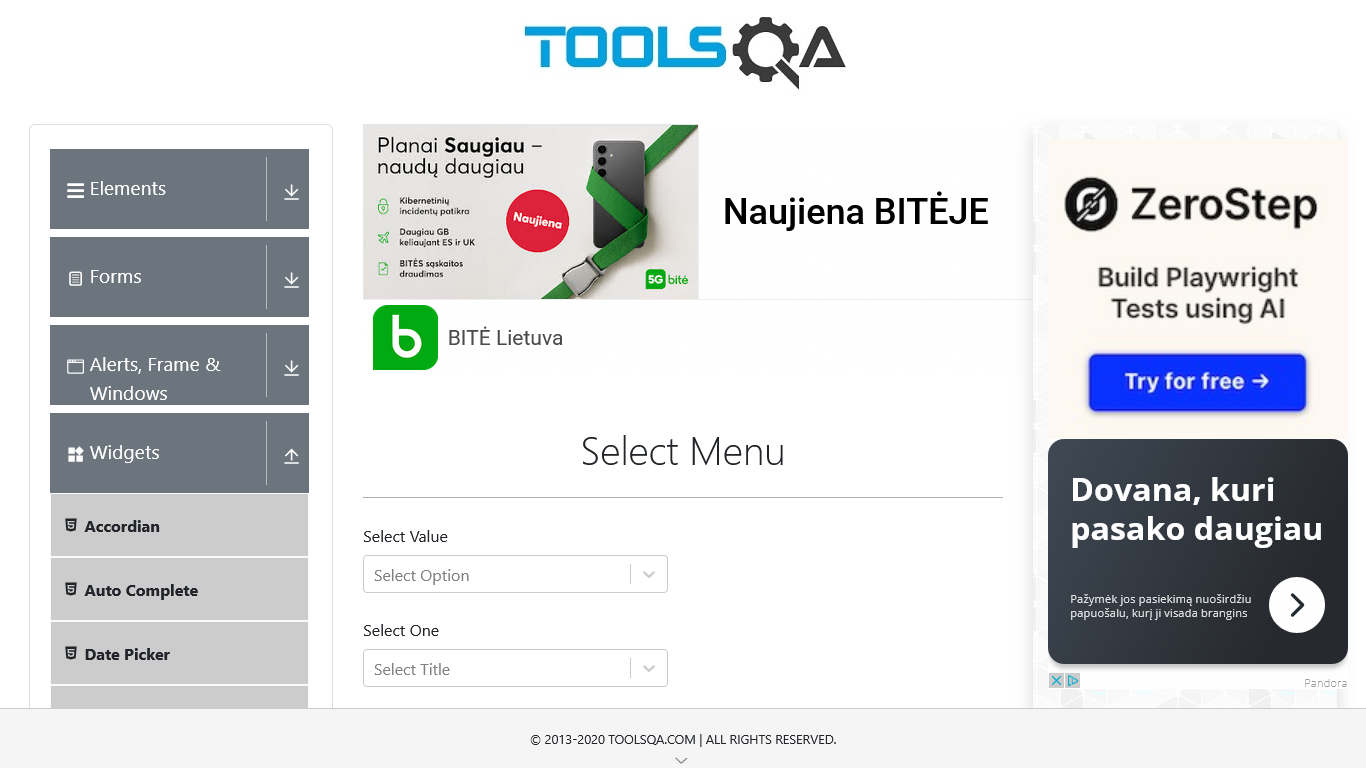 TOOLSQA
Elements
Forms
Alerts, Frame &
Windows
Widgets
Accordian
Auto Complete
Date Picker
Planai Saugiau –
naudų daugiau
Kibernetinių
incidentų patikra
Daugiau GB
keliaujant ES ir UK
BITĖS sąskaitos
draudimas
Naujiena
5G bitė
Naujiena BITĖJE
b
BITĖ Lietuva
Select Menu
Select Value
Select Option
Select One
Select Title
ZeroStep
Build Playwright
Tests using AI
Try for free →
Dovana, kuri
pasako daugiau
Pažymėk jos pasiekimą nuoširdžiu
papuošalu, kurį ji visada brangins
Pandora
© 2013-2020 TOOLSQA.COM | ALL RIGHTS RESERVED.